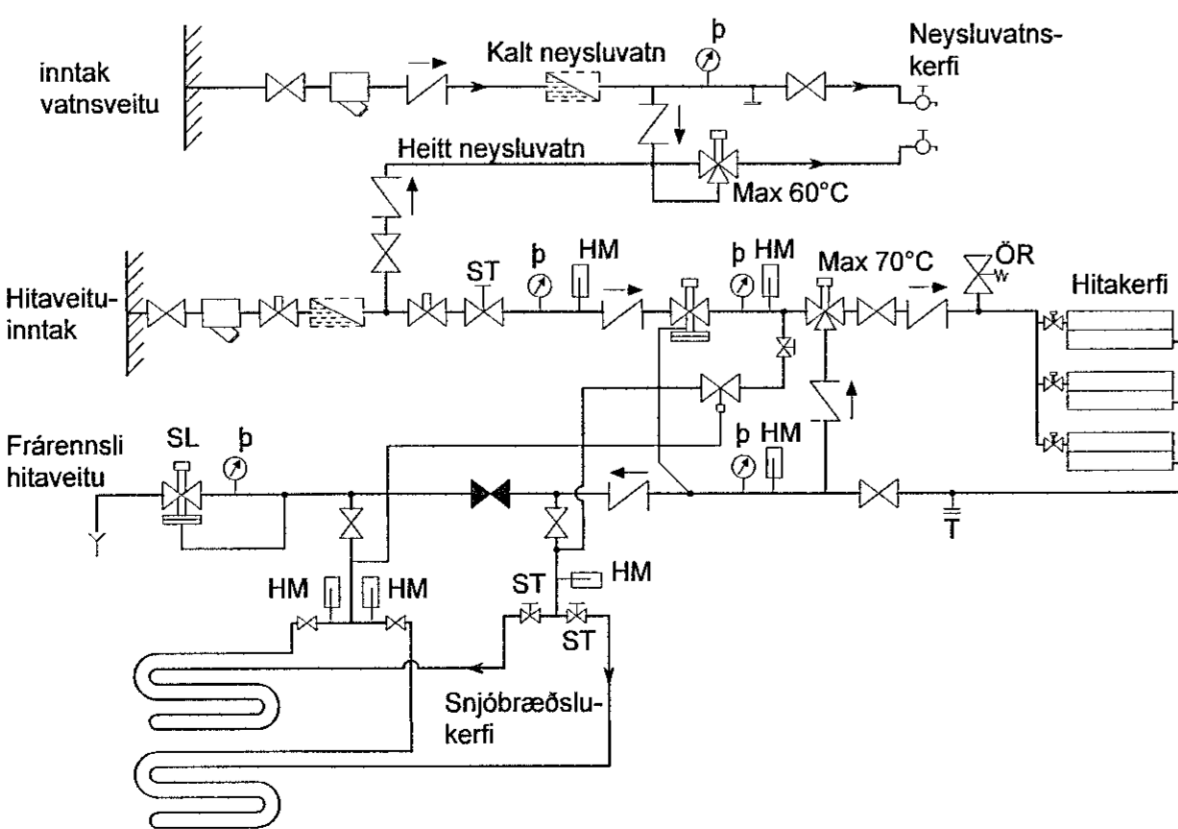 þ
Kalt neysluvatn
Neysluvatns-
kerfi
inntak
vatnsveitu
Heitt neysluvatn
Max 60°C
ST
þ
HM
þ
HM
Max 70°C
ÖR
W
Hitakerfi
Hitaveitu-
inntak
Frárennsli
hitaveitu
SL
þ
þ
HM
T
HM
HM
ST
HM
ST
Snjóbræðslu-
kerfi